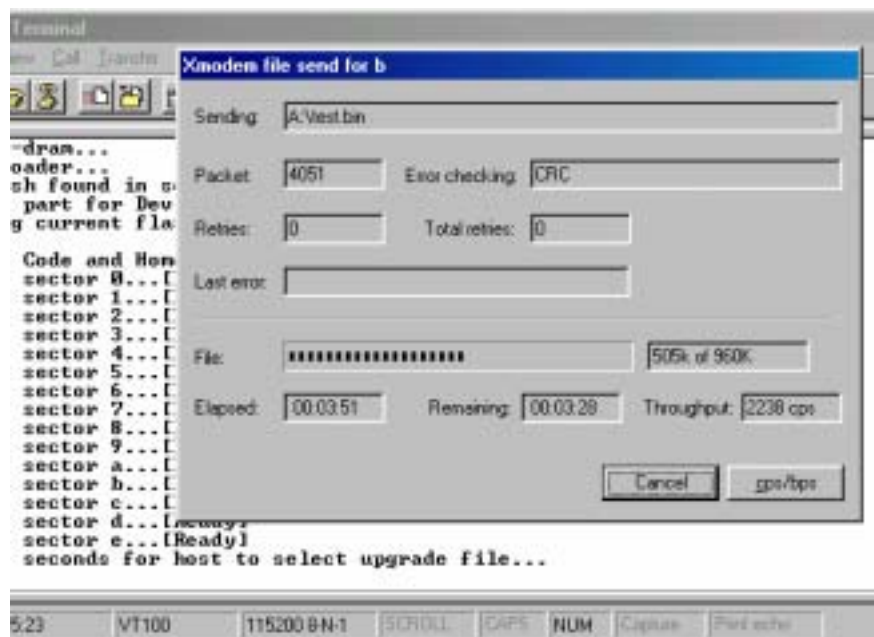 Terminal
Call Transfer
Xmodem file send for b
Sending: A:\test.bin
Packet: 4051 Error checking: CRC
Retries: 0 Total retries: 0
Last error:
File: 505k of 960K
Elapsed: 00:03:51 Remaining: 00:03:28 Throughput: 2238 cps
Cancel cps/bps
-dram...
oader...
sh found in s
part for Dev
g current fla
Code and Hom
sector 0...[
sector 1...[
sector 2...[
sector 3...[
sector 4...[
sector 5...[
sector 6...[
sector 7...[
sector 8...[
sector 9...[
sector a...[
sector b...[
sector c...[
sector d...[Ready]
sector e...[Ready]
seconds for host to select upgrade file...
5:23 VT100 115200 8-N-1 SCROLL CAPS NUM Capture Print echo